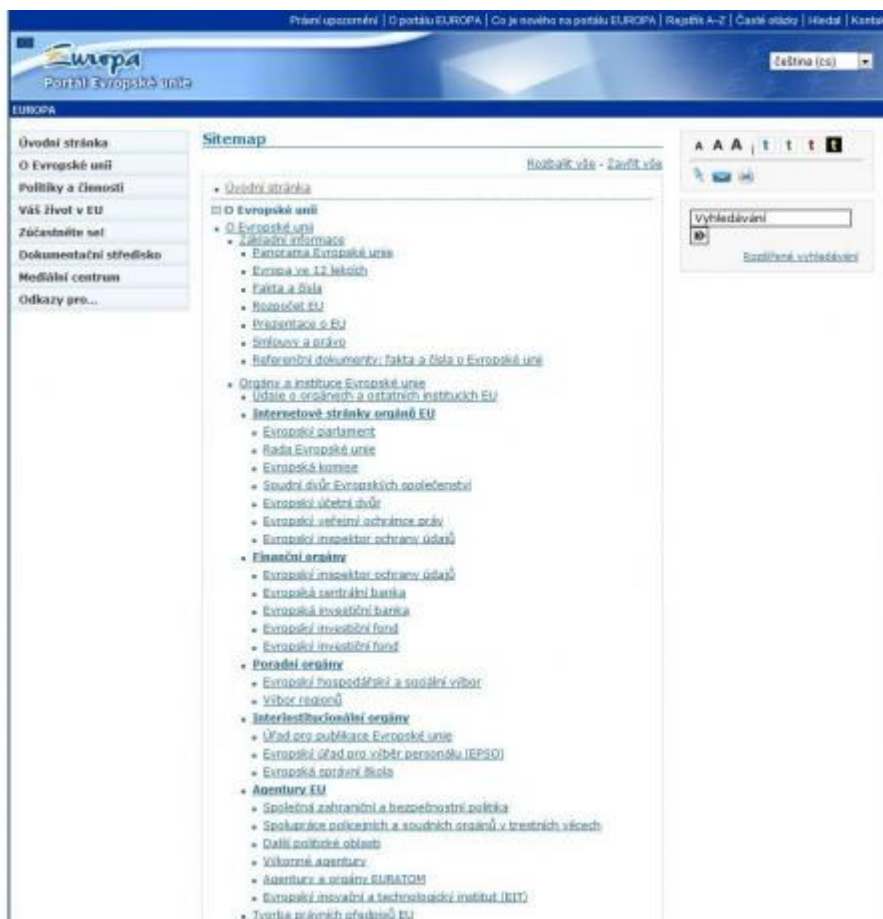 Právní upozornění | O portálu EUROPA | Co je nového na portálu EUROPA | Rejstřík A-Z | Časté otázky | Hledat | Kontak
Europa
Portál Evropské unie
čeština (cs)
EUROPA
Úvodní stránka
O Evropské unii
Politiky a činnosti
Váš život v EU
Zúčastněte se!
Dokumentační středisko
Mediální centrum
Odkazy pro...
Sitemap
Rozbalit vše - Zavřít vše
Úvodní stránka
O Evropské unii
O Evropské unii
Základní informace
Panorama Evropské unie
Evropa ve 12 lekcích
Fakta a čísla
Rozpočet EU
Prezentace o EU
Smlouvy a právo
Referenční dokumenty: fakta a čísla o Evropské unii
Orgány a instituce Evropské unie
Údaje o orgánech a ostatních institucích EU
Internetové stránky orgánů EU
Evropský parlament
Rada Evropské unie
Evropská komise
Soudní dvůr Evropských společenství
Evropský účetní dvůr
Evropský veřejný ochránce práv
Evropský inspektor ochrany údajů
Finanční orgány
Evropský inspektor ochrany údajů
Evropská centrální banka
Evropská investiční banka
Evropský investiční fond
Evropský investiční fond
Poradní orgány
Evropský hospodářský a sociální výbor
Výbor regionů
Interinstitucionální orgány
Úřad pro publikace Evropské unie
Evropský úřad pro výběr personálu (EPSO)
Evropská správní škola
Agentury EU
Společná zahraniční a bezpečnostní politika
Spolupráce policejních a soudních orgánů v trestních věcech
Další politické oblasti
Výkonné agentury
Agentury a orgány EURATOM
Evropský inovační a technologický institut (EIT)
Tvorba právních předpisů EU
A A A | t t t t
Vyhledávání
Rozšířené vyhledávání